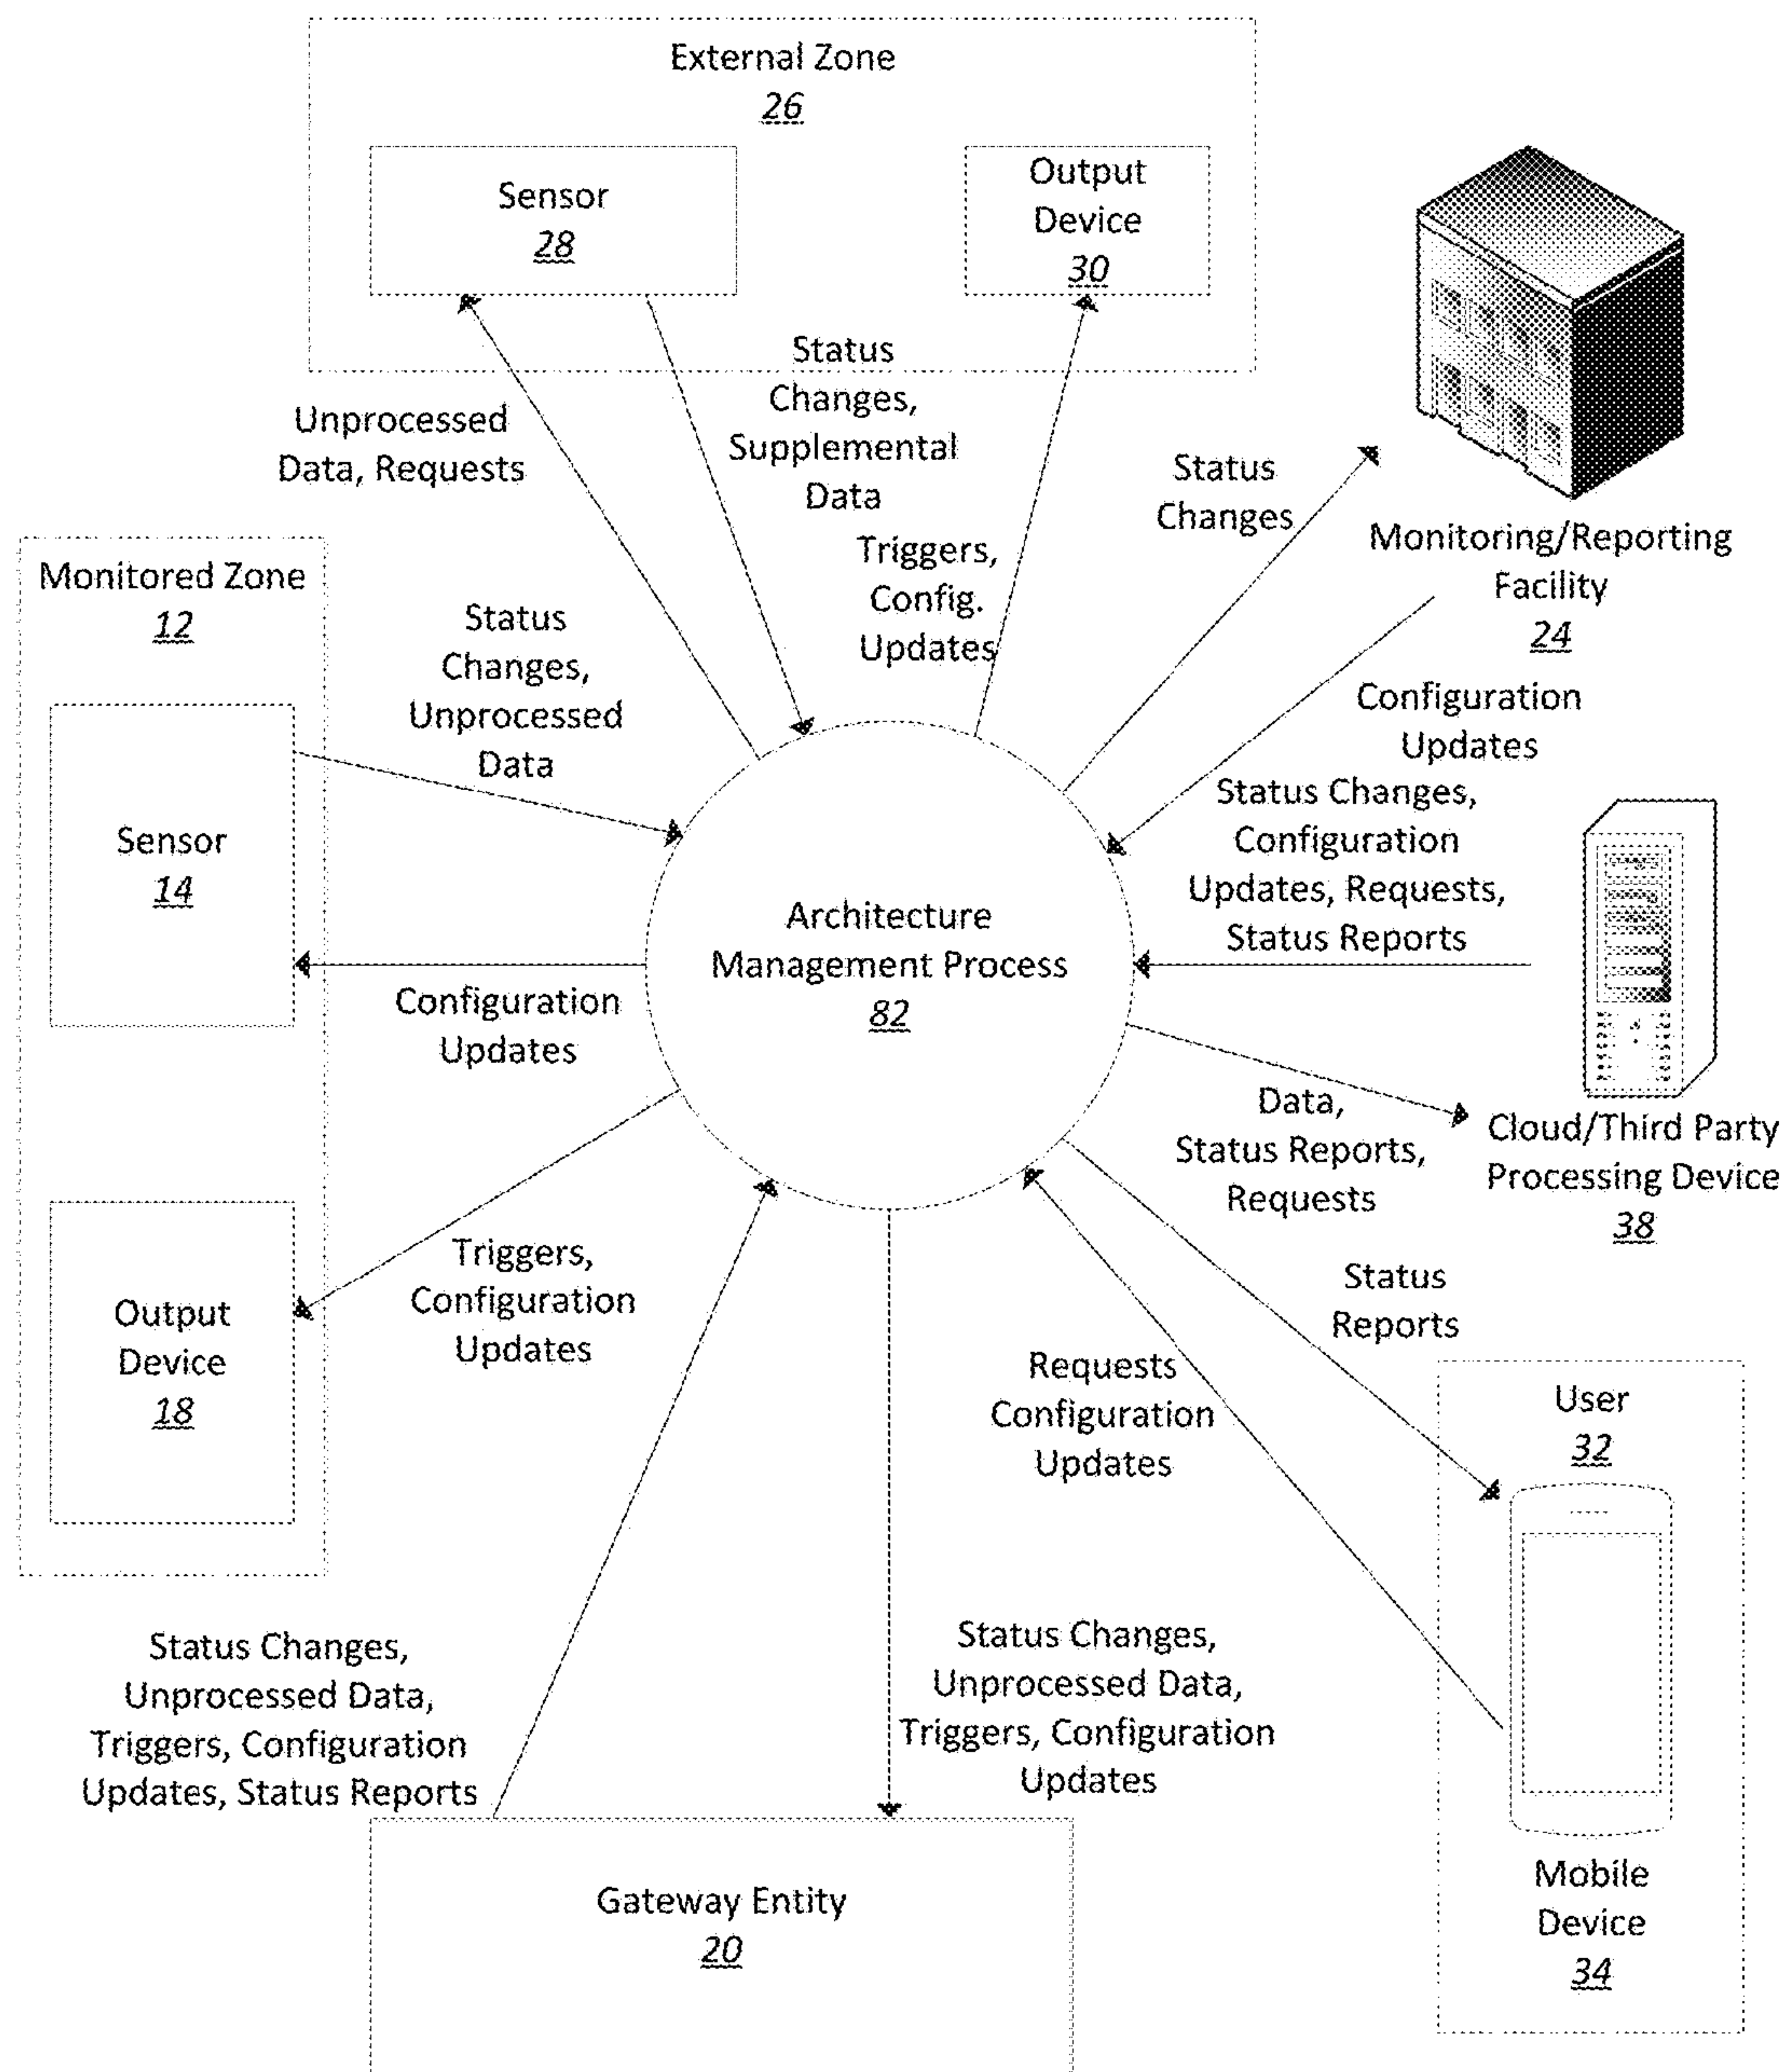 External Zone
26
Sensor
28
Output
Device
30
Status
Changes,
Supplemental
Data
Unprocessed
Data, Requests
Triggers,
Config.
Updates
Status
Changes
Monitoring/Reporting
Facility
24
Configuration
Updates
Monitored Zone
12
Sensor
14
Status
Changes,
Unprocessed
Data
Configuration
Updates
Architecture
Management Process
82
Status Changes,
Configuration
Updates, Requests,
Status Reports
Data,
Status Reports,
Requests
Cloud/Third Party
Processing Device
38
Output
Device
18
Triggers,
Configuration
Updates
Status
Reports
Requests
Configuration
Updates
User
32
Mobile
Device
34
Status Changes,
Unprocessed Data,
Triggers, Configuration
Updates, Status Reports
Status Changes,
Unprocessed Data,
Triggers, Configuration
Updates
Gateway Entity
20